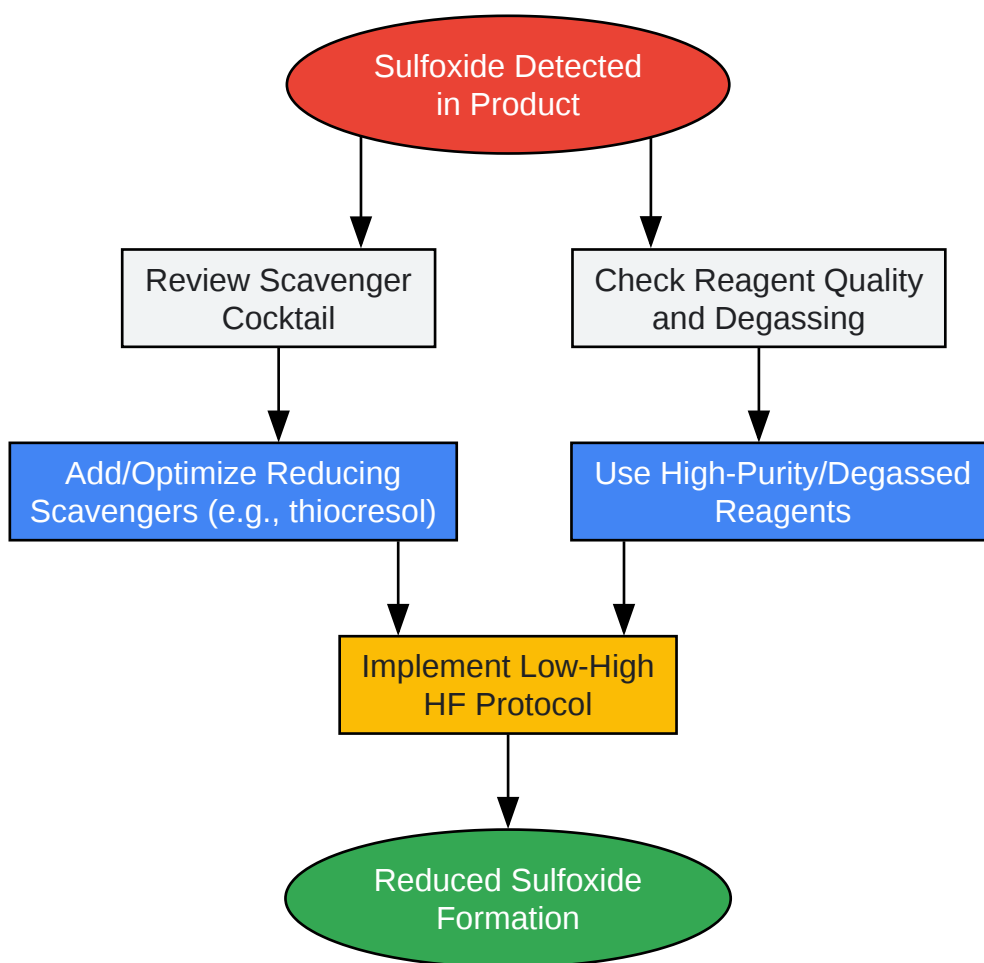 Sulfoxide Detected
in Product
Review Scavenger
Cocktail
Check Reagent Quality
and Degassing
Add/Optimize Reducing
Scavengers (e.g., thiocresol)
Use High-Purity/Degassed
Reagents
Implement Low-High
HF Protocol
Reduced Sulfoxide
Formation